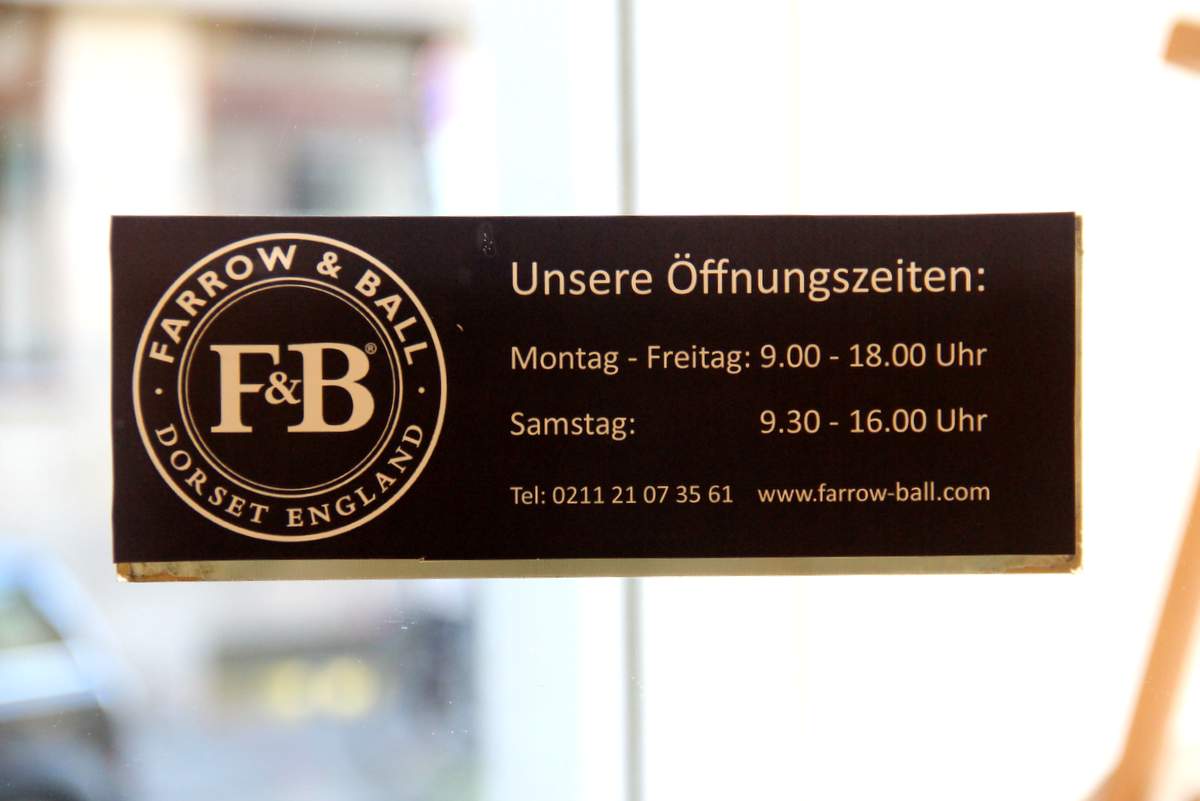 FARROW & BALL
F&B®
DORSET ENGLAND
Unsere Öffnungszeiten:
Montag - Freitag: 9.00 - 18.00 Uhr
Samstag: 9.30 - 16.00 Uhr
Tel: 0211 21 07 35 61 www.farrow-ball.com